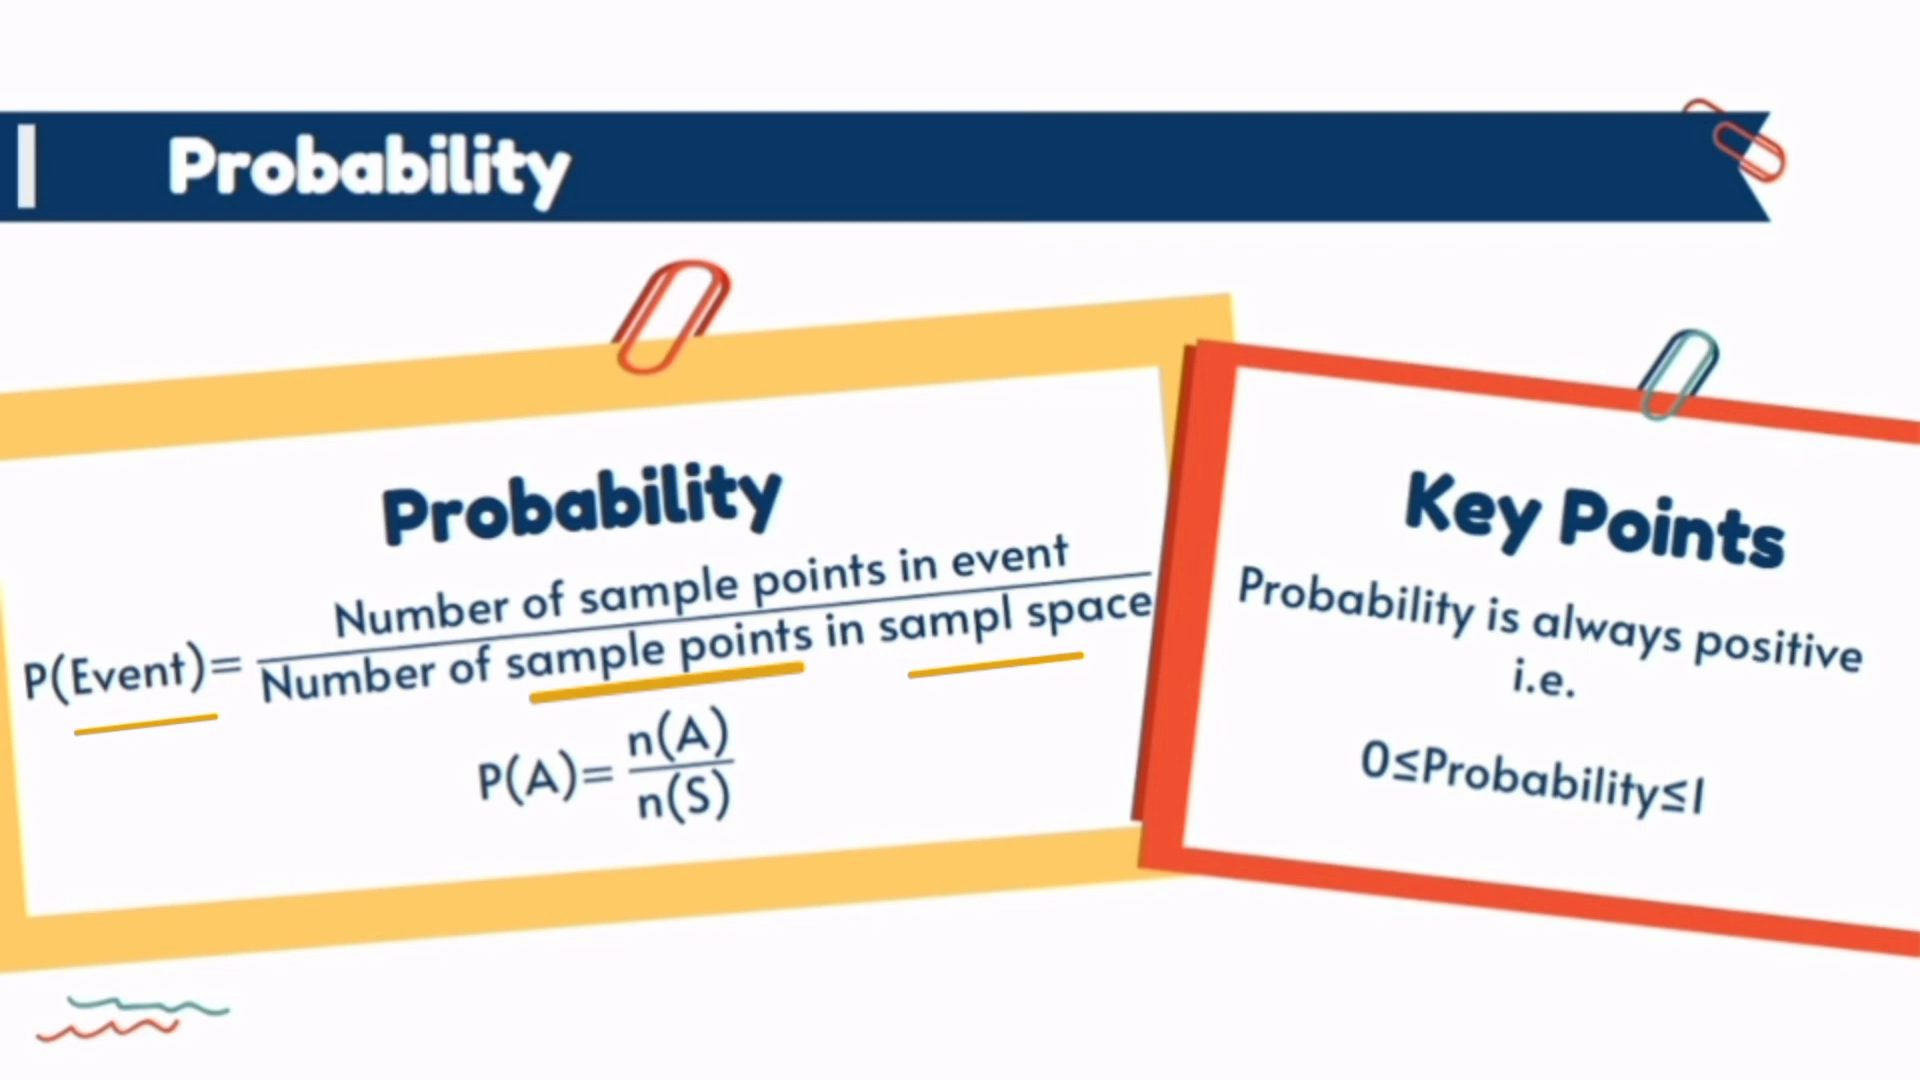 Probability
Probability
P(Event)= Number of sample points in event
Number of sample points in sampl space
P(A)= n(A)
n(S)
Key Points
Probability is always positive
i.e.
0≤Probability≤1